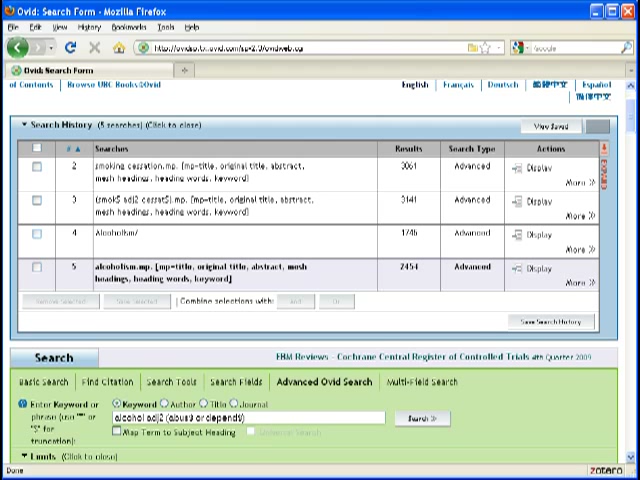 Ovid: Search Form - Mozilla Firefox
File Edit View History Bookmarks Tools Help
Google
Ovid: Search Form
of Contents | Browse UBC Books@Ovid English | Français | Deutsch | 繁體中文 | Español
简体中文
Search History (5 searches) (Click to close) View Saved
# ▲ Searches Results Search Type Actions
2 smoking cessation.mp. [mp=title, original title, abstract, 3061 Advanced Display
mesh headings, heading words, keyword] More »
3 (smok$ adj2 cessat$).mp. [mp=title, original title, abstract, 3141 Advanced Display
mesh headings, heading words, keyword] More »
4 Alcoholism/ 1746 Advanced Display
More »
5 alcoholism.mp. [mp=title, original title, abstract, mesh 2454 Advanced Display
headings, heading words, keyword] More »
EXPAND
Remove Selected Save Selected | Combine selections with: And Or
Save Search History
Search EBM Reviews - Cochrane Central Register of Controlled Trials 4th Quarter 2009
Basic Search | Find Citation | Search Tools | Search Fields | Advanced Ovid Search | Multi-Field Search
Enter Keyword or Keyword Author Title Journal
phrase (use "*" or alcohol adj2 (abus$ or depend$) Search »
"$" for Map Term to Subject Heading
truncation):
Limits (Click to close)
Done zotero